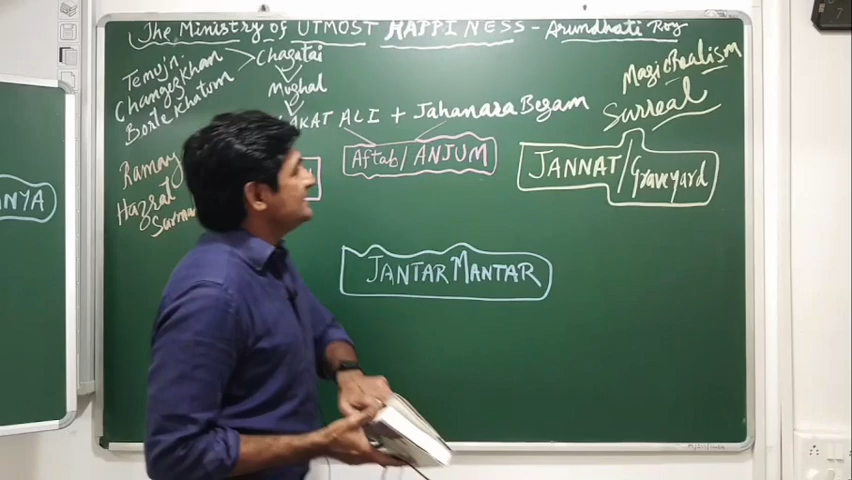 The Ministry of UTMOST HAPPINESS - Arundhati Roy
Temujin.
Changezkhan
Borte Khatum
Chagatai
Mughal
AKAT ALI + Jahanara Begam
Magic Realism
Surreal
Aftab/ANJUM
JANNAT/Graveyard
Hazrat
Sarma
NYA
JANTAR MANTAR